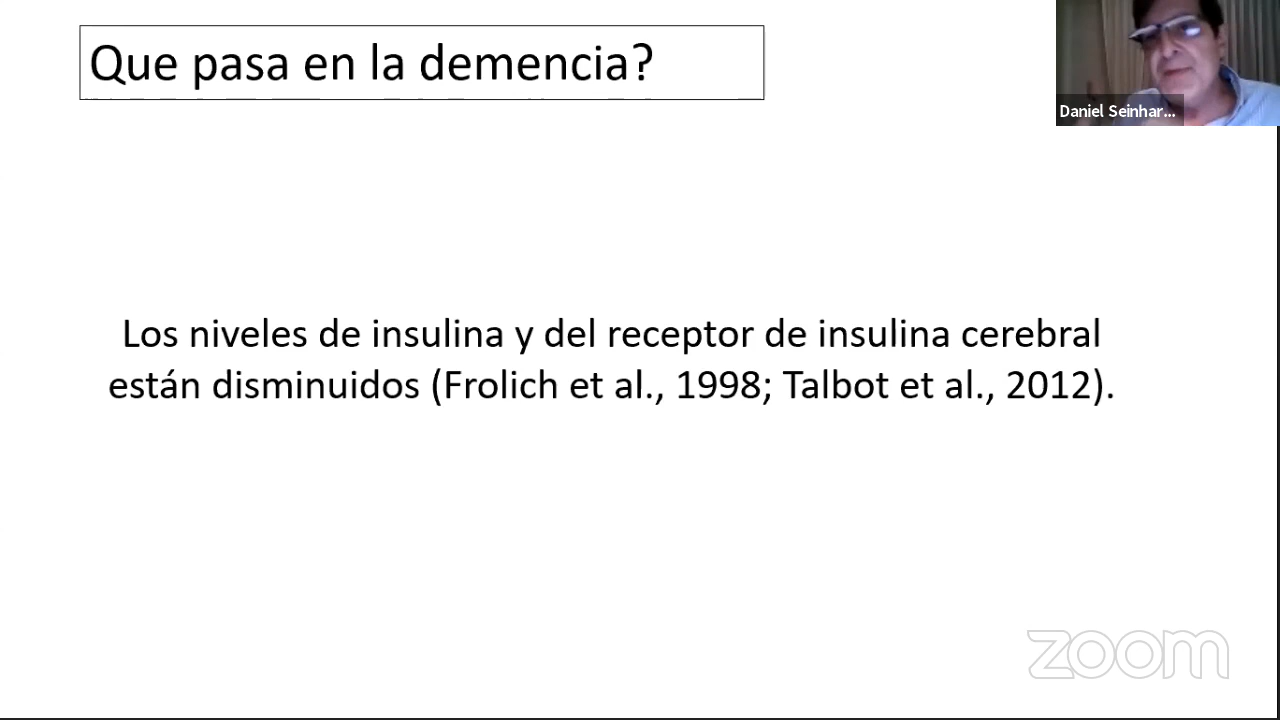 Que pasa en la demencia?
Daniel Seinhar...
Los niveles de insulina y del receptor de insulina cerebral
están disminuidos (Frolich et al., 1998; Talbot et al., 2012).
zoom